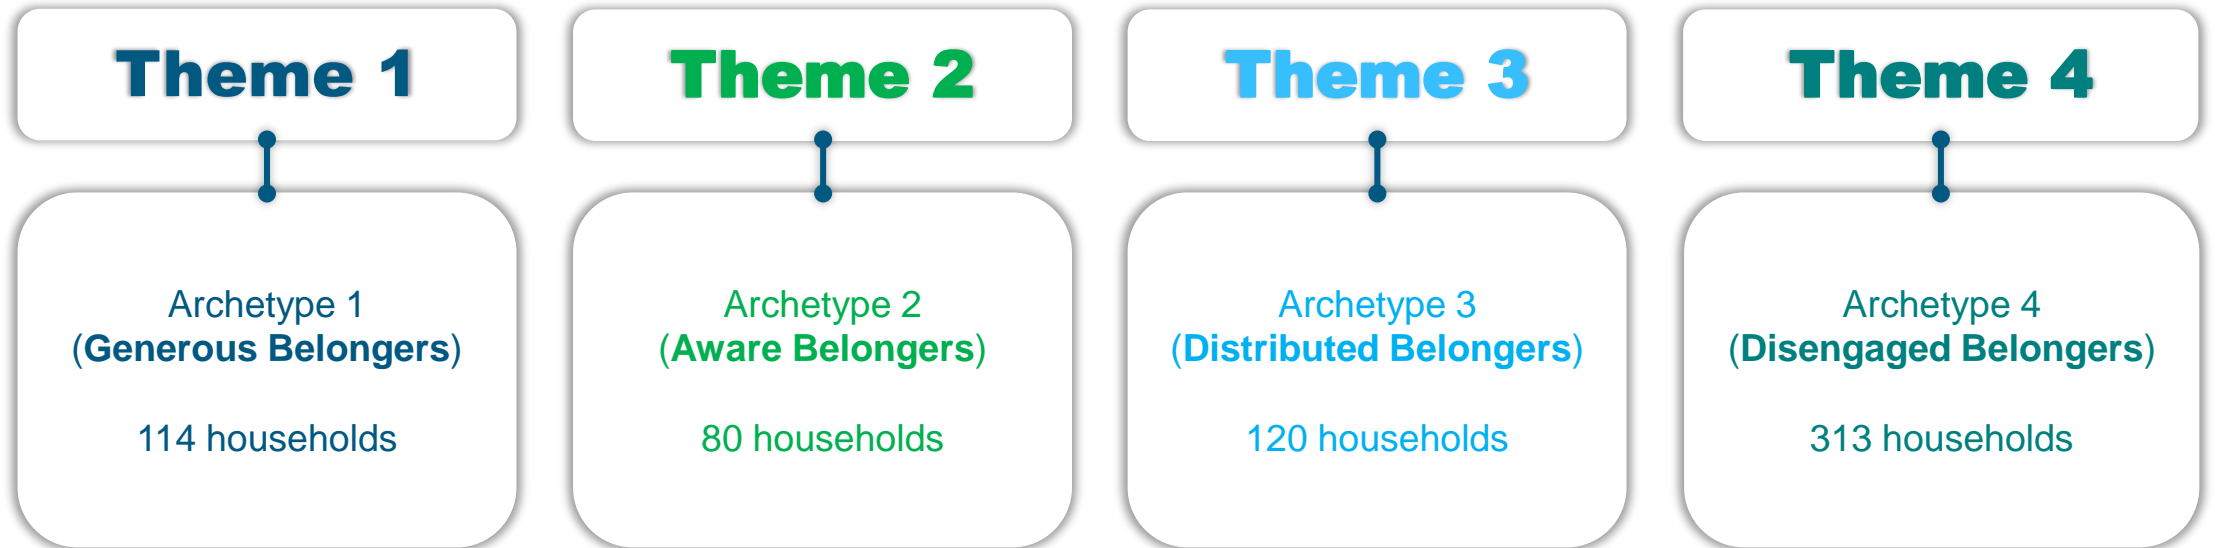 Theme 1
Theme 2
Theme 3
Theme 4
Archetype 1
(Generous Belongers)
114 households
Archetype 2
(Aware Belongers)
80 households
Archetype 3
(Distributed Belongers)
120 households
Archetype 4
(Disengaged Belongers)
313 households